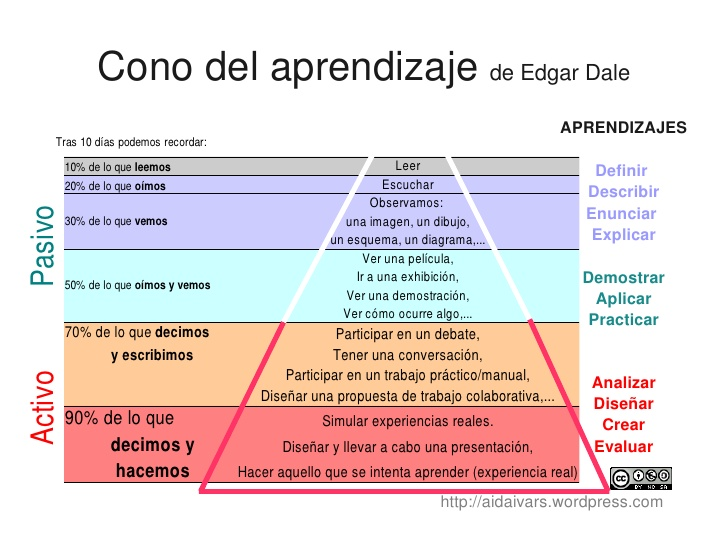 Cono del aprendizaje de Edgar Dale
APRENDIZAJES
Tras 10 días podemos recordar:
10% de lo que leemos
Leer
20% de lo que oímos
Escuchar
30% de lo que vemos
Observamos:
una imagen, un dibujo,
un esquema, un diagrama,...
Definir
Describir
Enunciar
Explicar
Pasivo
50% de lo que oímos y vemos
Ver una película,
Ir a una exhibición,
Ver una demostración,
Ver cómo ocurre algo,...
Demostrar
Aplicar
Practicar
Activo
70% de lo que decimos
y escribimos
Participar en un debate,
Tener una conversación,
Participar en un trabajo práctico/manual,
Diseñar una propuesta de trabajo colaborativa,...
90% de lo que
decimos y
hacemos
Simular experiencias reales.
Diseñar y llevar a cabo una presentación,
Hacer aquello que se intenta aprender (experiencia real)
Analizar
Diseñar
Crear
Evaluar
cc
BY NC SA
http://aidaivars.wordpress.com